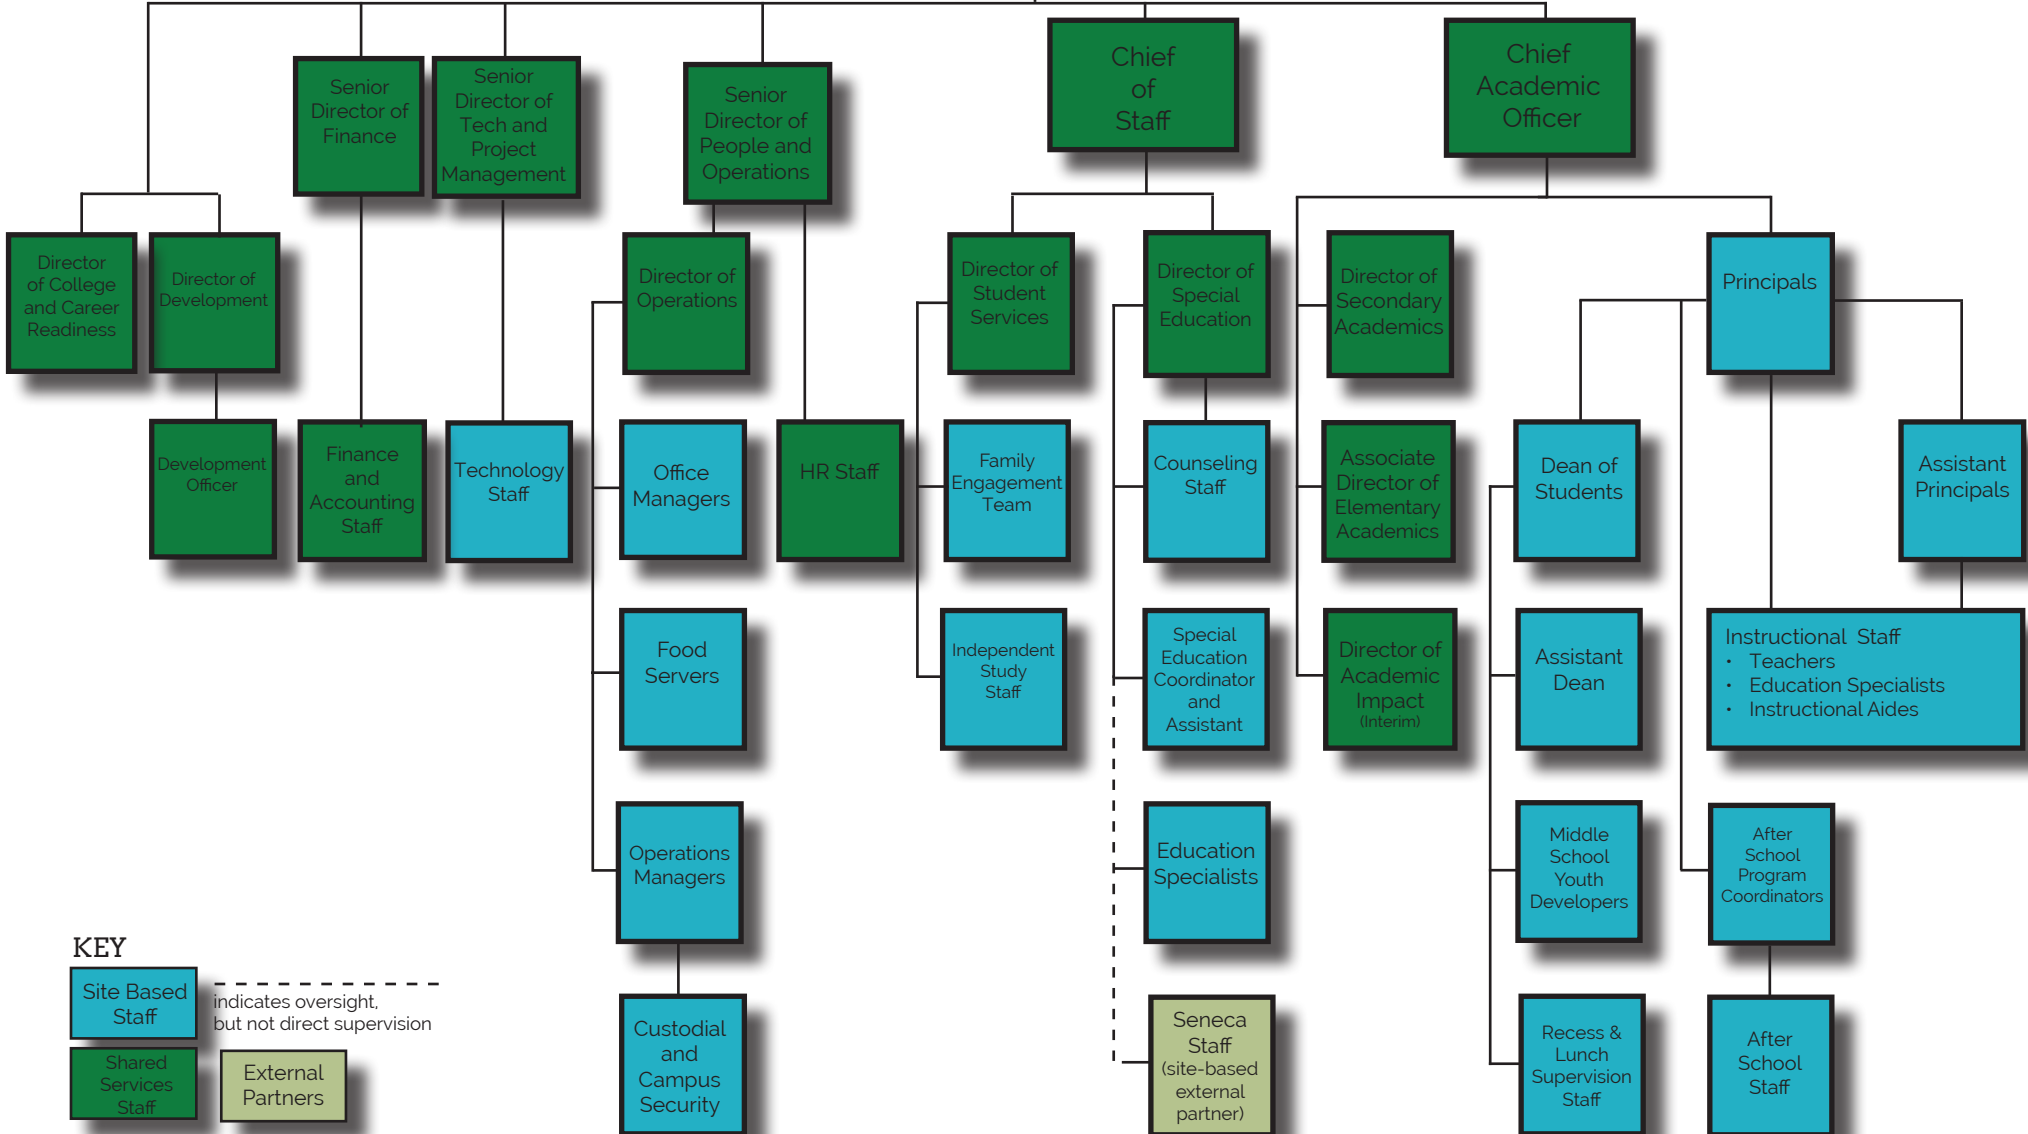 Chief
of
Staff
Chief
Academic
Officer
Senior
Director of
Finance
Senior
Director of
Tech and
Project
Management
Senior
Director of
People and
Operations
Director
of College
and Career
Readiness
Director of
Development
Director of
Operations
Director of
Student
Services
Director of
Special
Education
Director of
Secondary
Academics
Principals
Development
Officer
Finance
and
Accounting
Staff
Technology
Staff
Office
Managers
HR Staff
Family
Engagement
Team
Counseling
Staff
Associate
Director of
Elementary
Academics
Dean of
Students
Assistant
Principals
Food
Servers
Independent
Study
Staff
Special
Education
Coordinator
and
Assistant
Director of
Academic
Impact
(Interim)
Assistant
Dean
Instructional Staff
• Teachers
• Education Specialists
• Instructional Aides
Operations
Managers
Education
Specialists
Middle
School
Youth
Developers
After
School
Program
Coordinators
Custodial
and
Campus
Security
Seneca
Staff
(site-based
external
partner)
Recess &
Lunch
Supervision
Staff
After
School
Staff
KEY
Site Based
Staff
indicates oversight,
but not direct supervision
Shared
Services
Staff
External
Partners